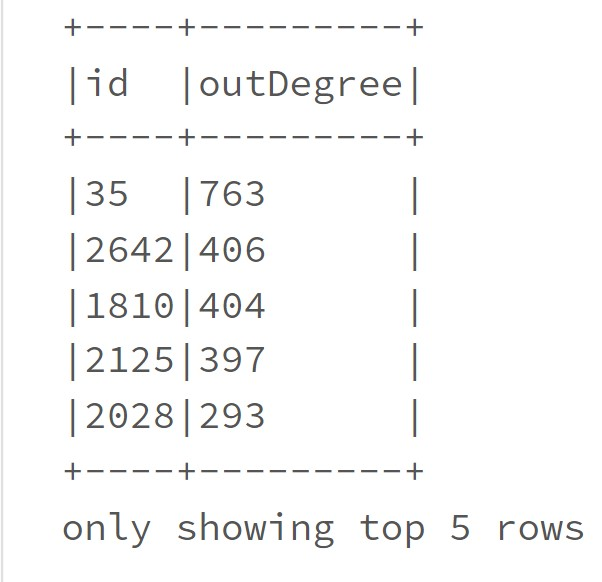 +----+---------+
|id  |outDegree|
+----+---------+
|35  |763      |
|2642|406      |
|1810|404      |
|2125|397      |
|2028|293      |
+----+---------+
only showing top 5 rows